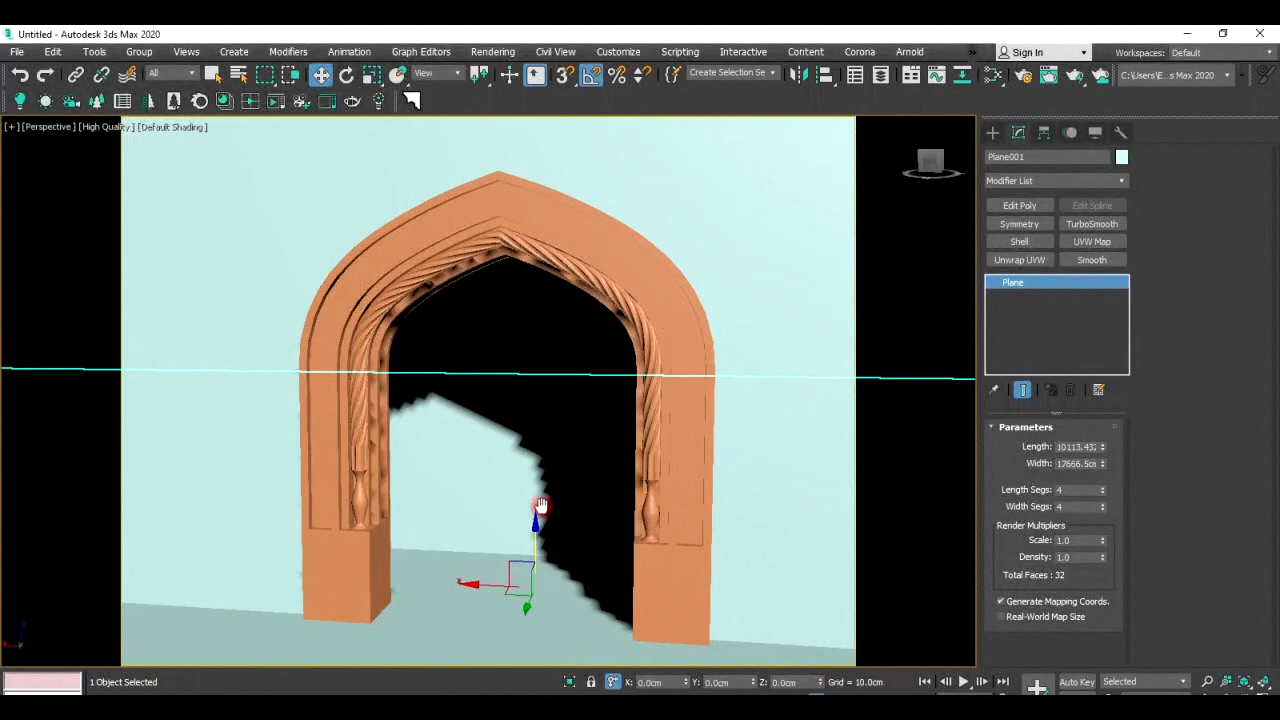 Untitled - Autodesk 3ds Max 2020
File Edit Tools Group Views Create Modifiers Animation Graph Editors Rendering Civil View Customize Scripting Interactive Content Corona Arnold Sign In Workspaces: Default
All View Create Selection Se C:\Users\E...s Max 2020
[+] [Perspective] [High Quality] [Default Shading]
Plane001
Modifier List
Edit Poly Edit Spline
Symmetry TurboSmooth
Shell UVW Map
Unwrap UVW Smooth
Plane
Parameters
Length:
Width: 17666.5cm
Length Segs: 4
Width Segs: 4
Render Multipliers
Scale: 1.0
Density: 1.0
Total Faces : 32
Generate Mapping Coords.
Real-World Map Size
1 Object Selected X: 0.0cm Y: 0.0cm Z: 0.0cm Grid = 10.0cm Auto Key Selected